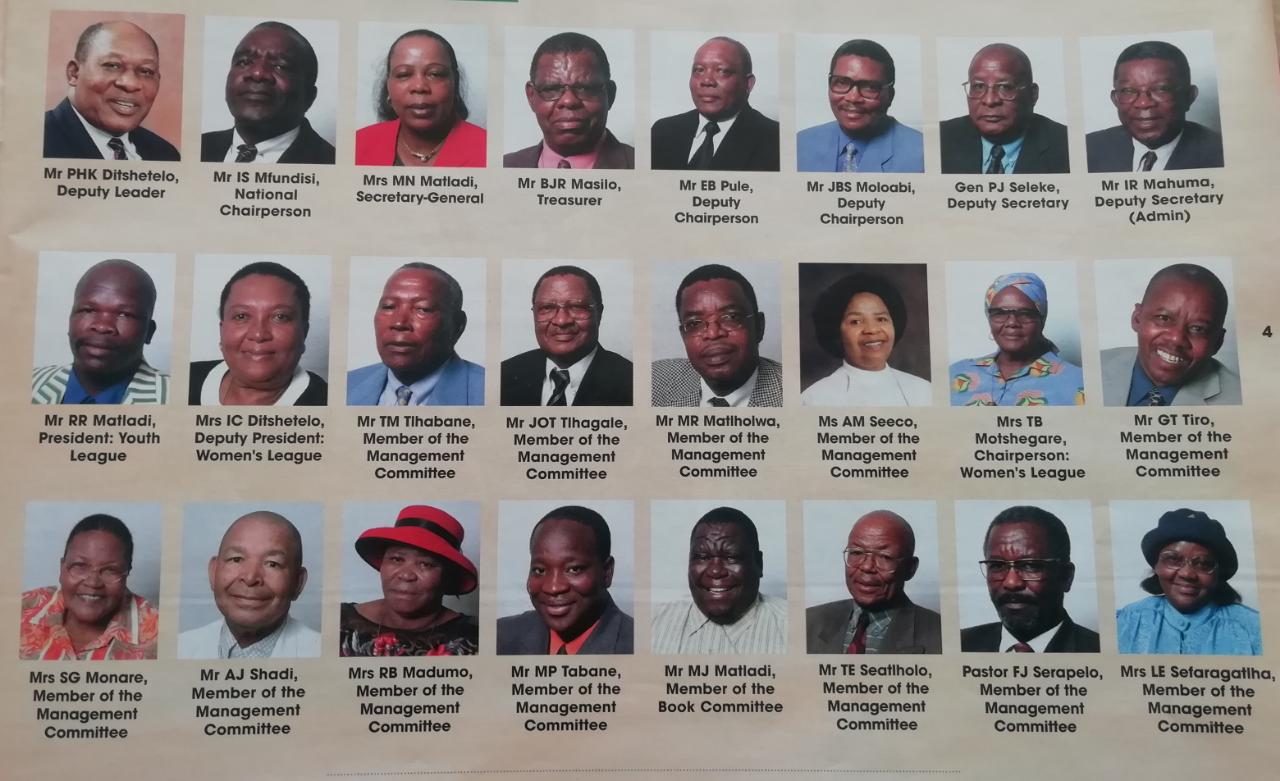 Mr PHK Ditshetelo,
Deputy Leader
Mr IS Mfundisi,
National
Chairperson
Mrs MN Matladi,
Secretary-General
Mr BJR Masilo,
Treasurer
Mr EB Pule,
Deputy
Chairperson
Mr JBS Moloabi,
Deputy
Chairperson
Gen PJ Seleke,
Deputy Secretary
Mr IR Mahuma,
Deputy Secretary
(Admin)
Mr RR Matladi,
President: Youth
League
Mrs IC Ditshetelo,
Deputy President:
Women's League
Mr TM Tlhabane,
Member of the
Management
Committee
Mr JOT Tlhagale,
Member of the
Management
Committee
Mr MR Matlholwa,
Member of the
Management
Committee
Ms AM Seeco,
Member of the
Management
Committee
Mrs TB
Motshegare,
Chairperson:
Women's League
Mr GT Tiro,
Member of the
Management
Committee
4
Mrs SG Monare,
Member of the
Management
Committee
Mr AJ Shadi,
Member of the
Management
Committee
Mrs RB Madumo,
Member of the
Management
Committee
Mr MP Tabane,
Member of the
Management
Committee
Mr MJ Matladi,
Member of the
Book Committee
Mr TE Seatlholo,
Member of the
Management
Committee
Pastor FJ Serapelo,
Member of the
Management
Committee
Mrs LE Sefaragatlha,
Member of the
Management
Committee